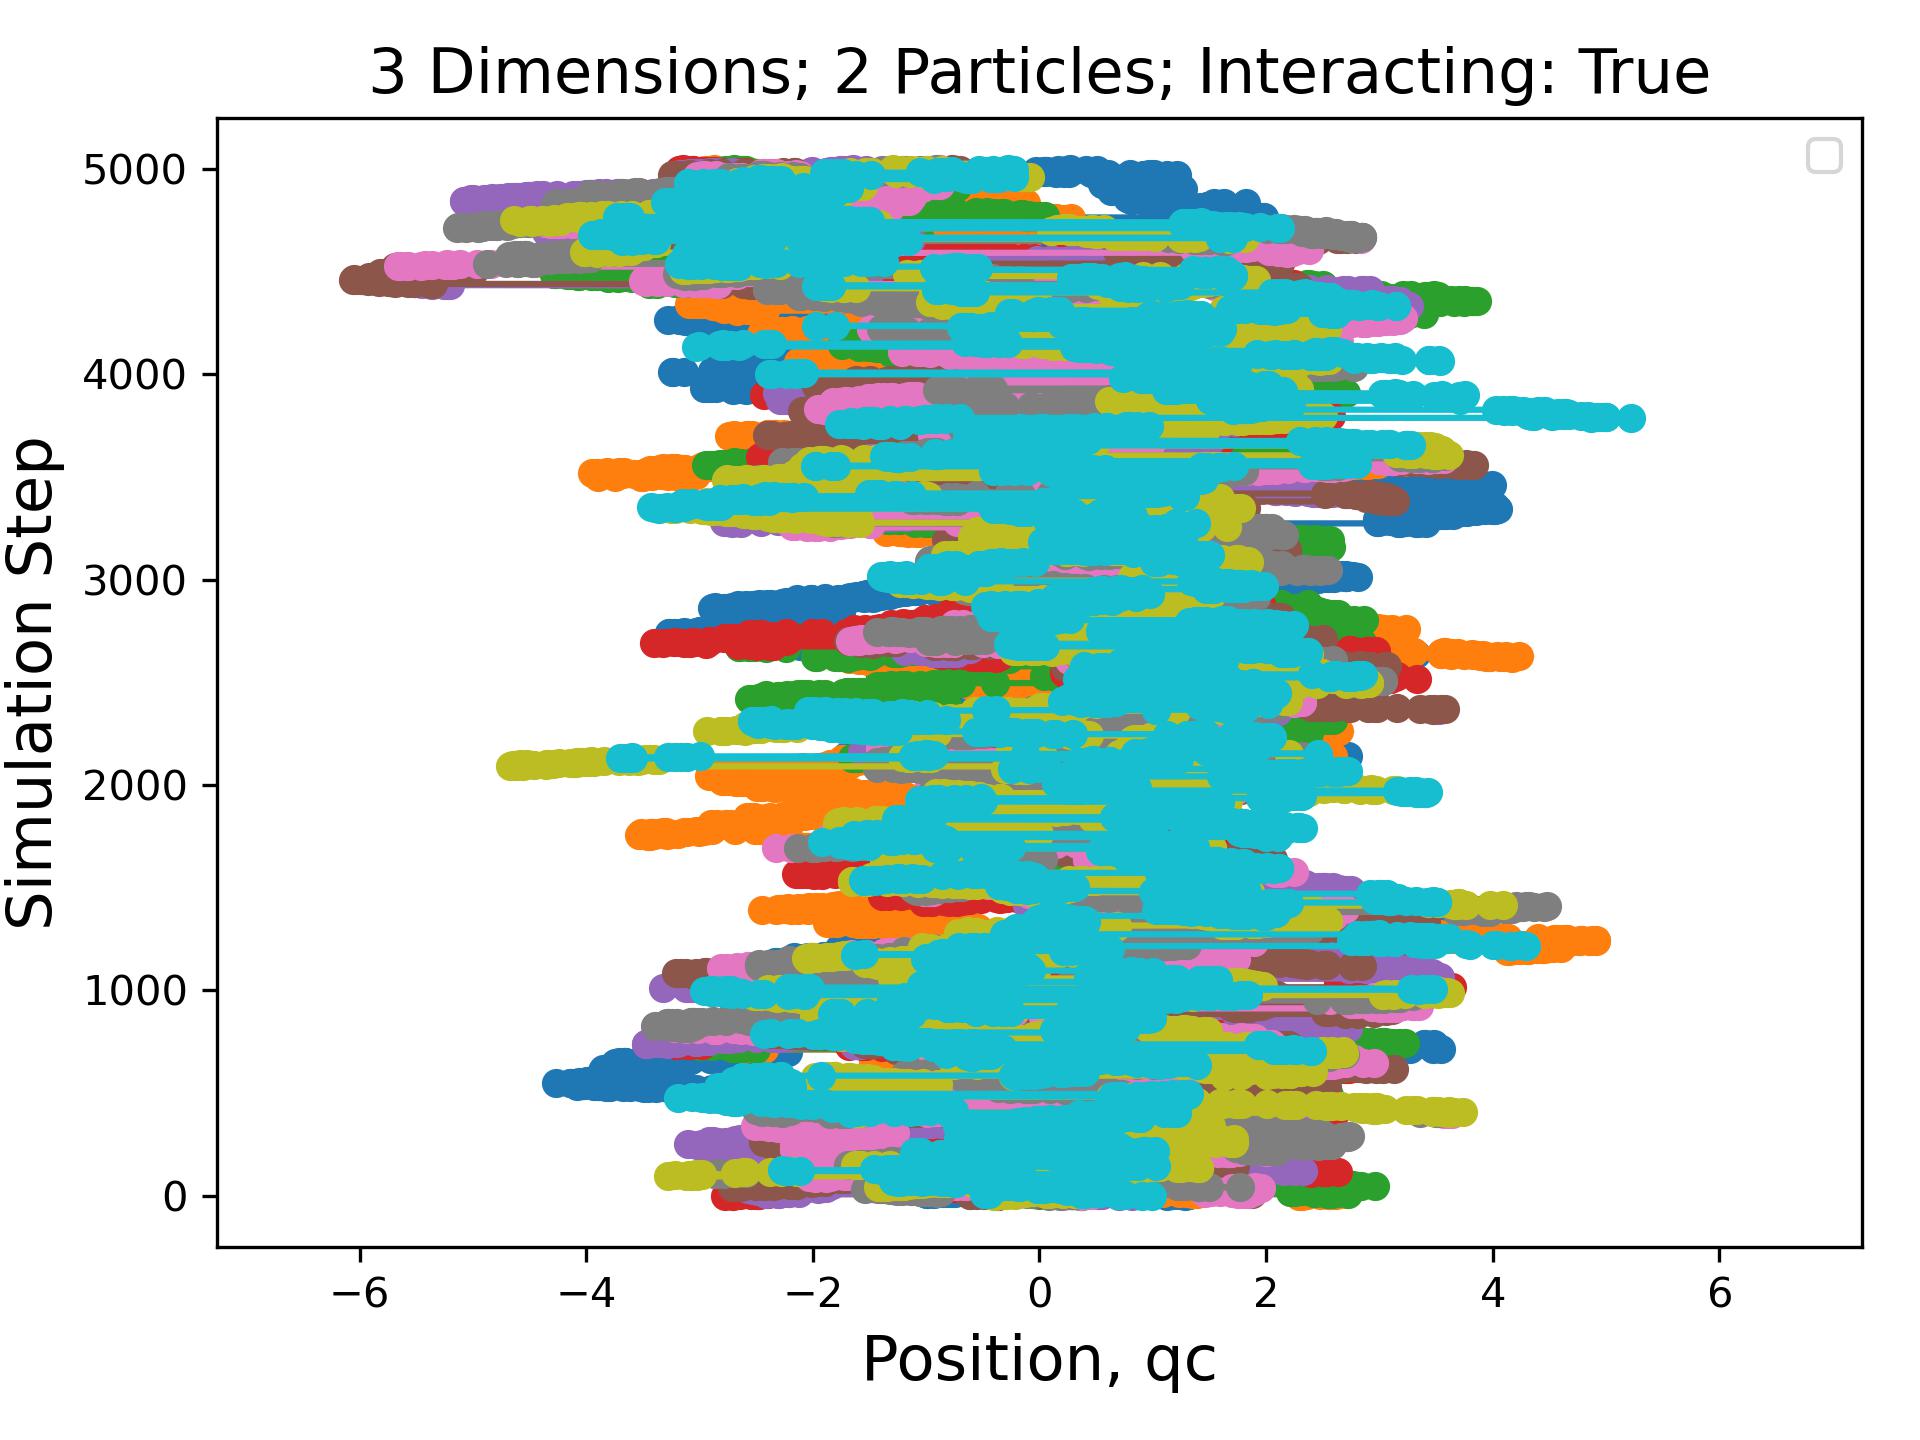 3 Dimensions; 2 Particles; Interacting: True
5000
4000
3000
2000
1000
0
Simulation Step
−6 −4 −2 0 2 4 6
Position, qc